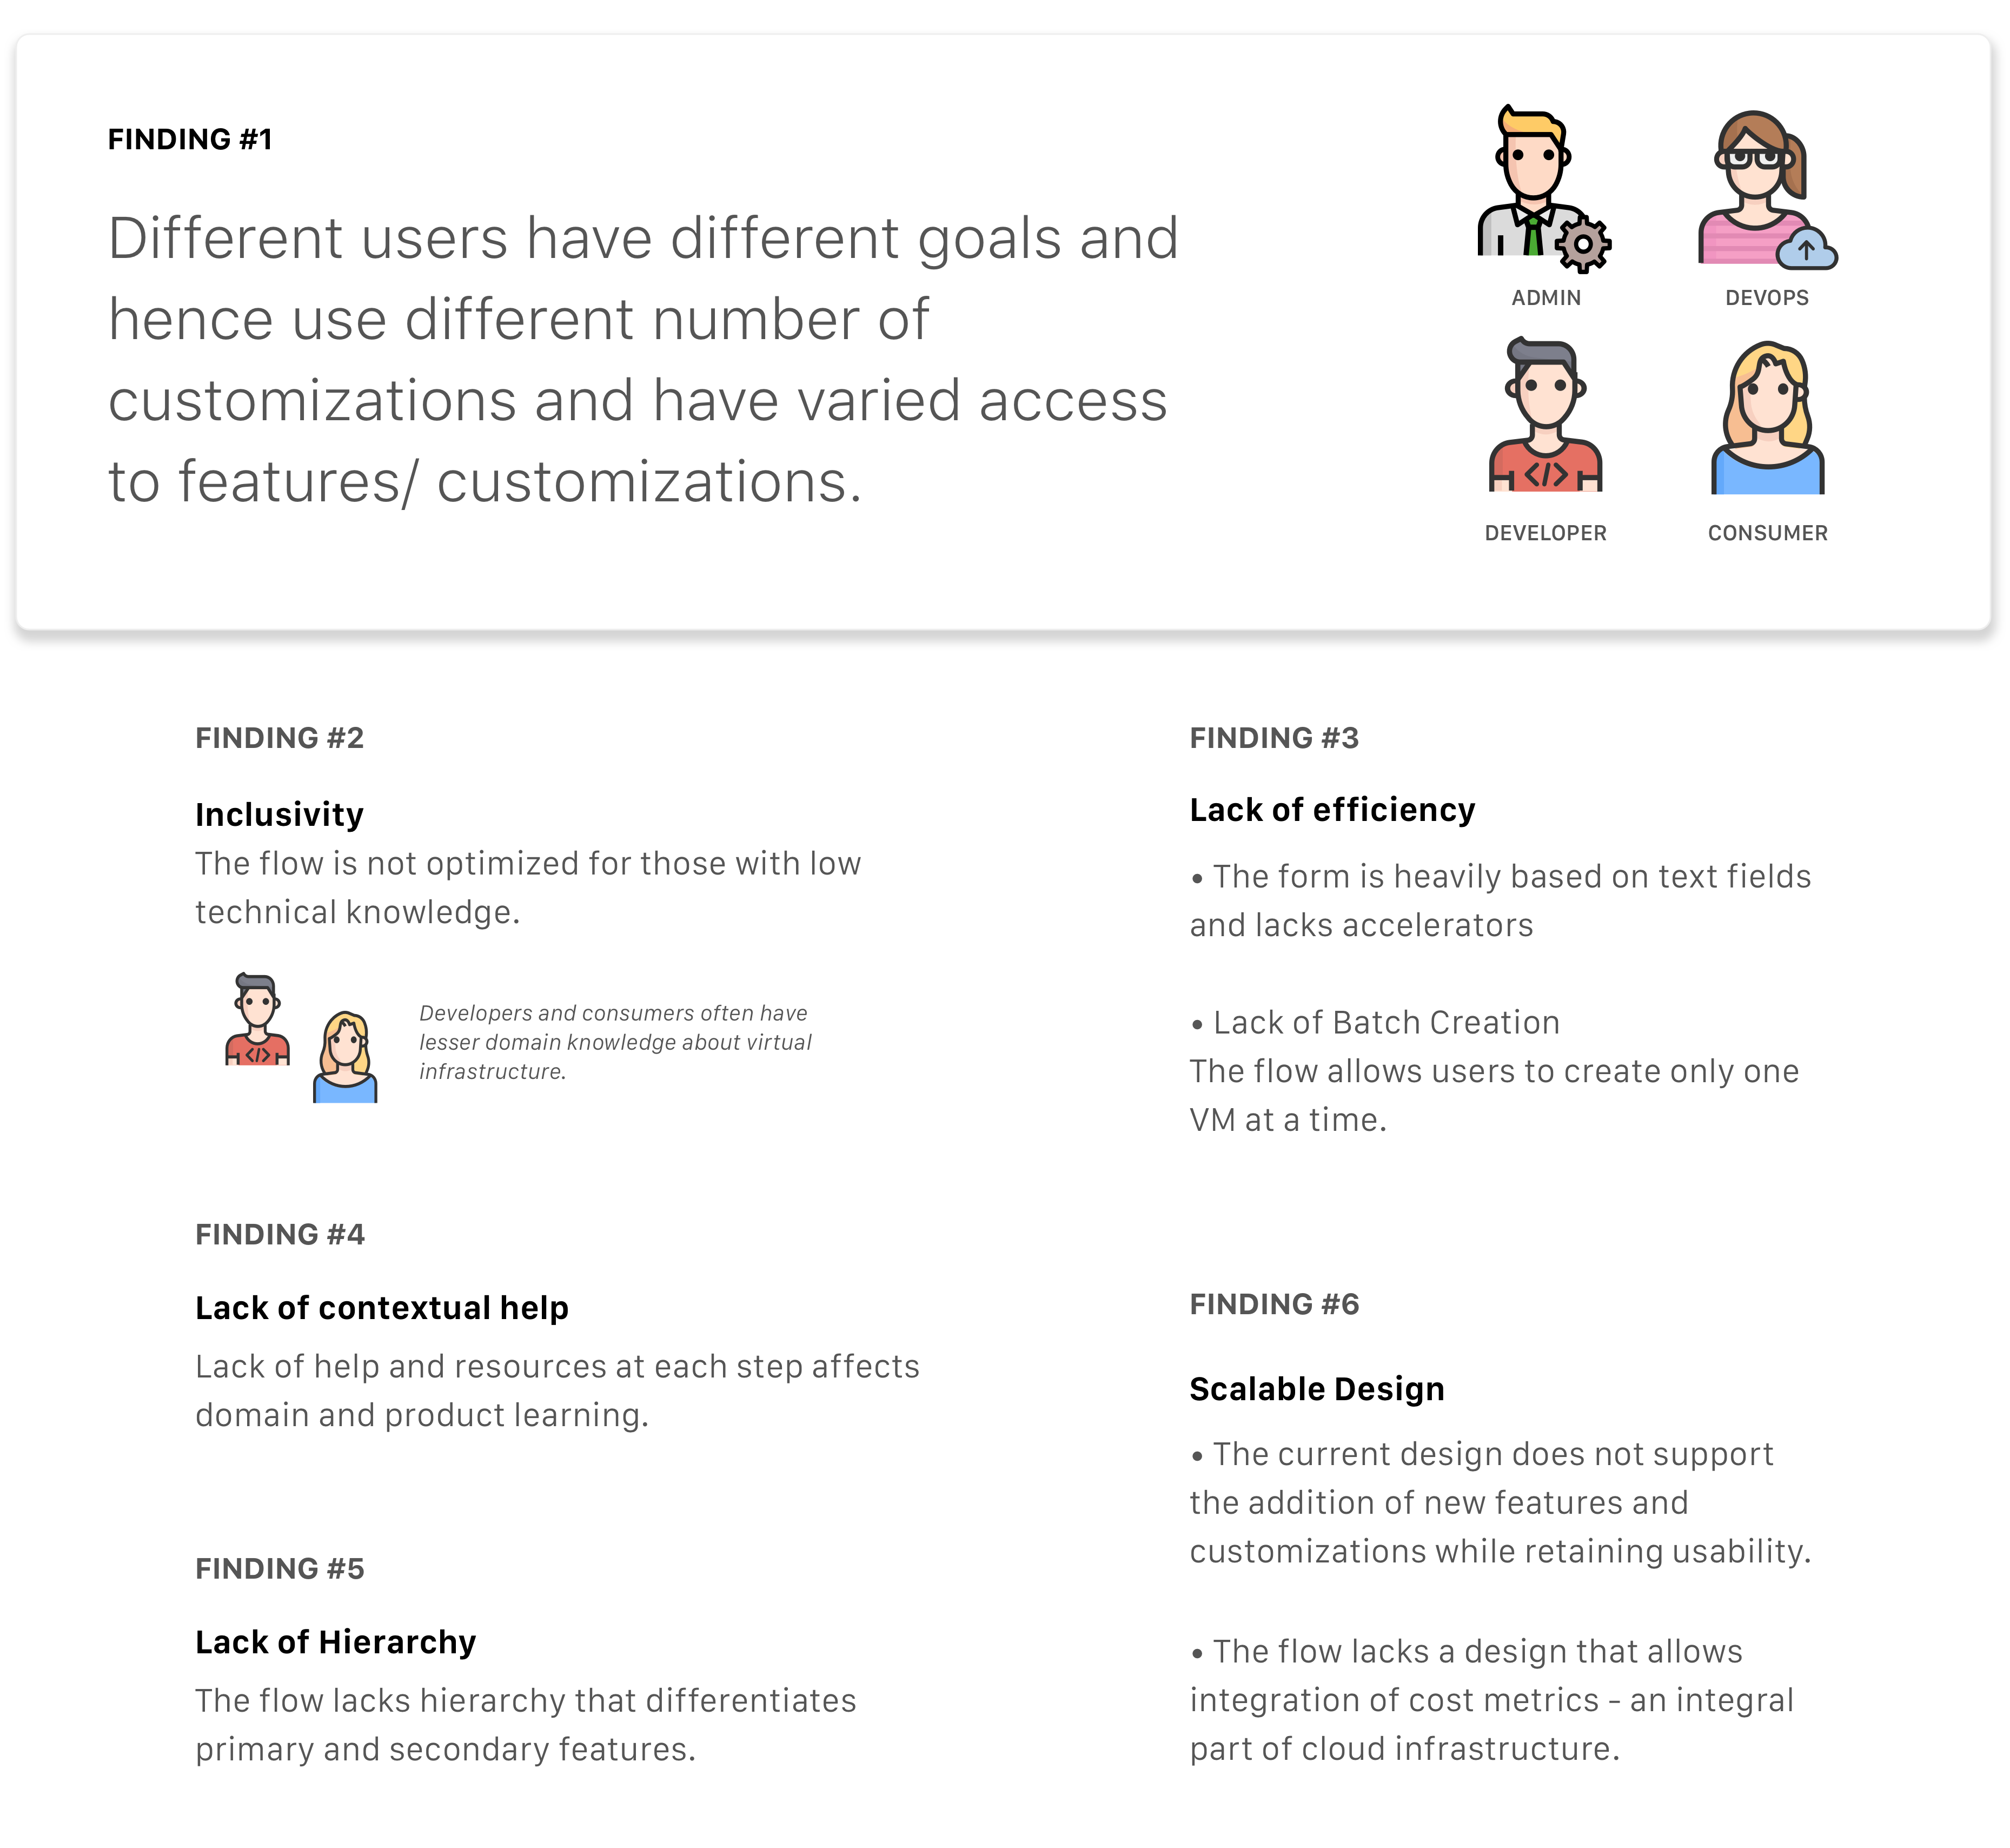 FINDING #1
Different users have different goals and
hence use different number of
customizations and have varied access
to features/ customizations.
ADMIN
DEVOPS
DEVELOPER
CONSUMER
FINDING #2
Inclusivity
The flow is not optimized for those with low
technical knowledge.
Developers and consumers often have
lesser domain knowledge about virtual
infrastructure.
FINDING #3
Lack of efficiency
• The form is heavily based on text fields
and lacks accelerators
• Lack of Batch Creation
The flow allows users to create only one
VM at a time.
FINDING #4
Lack of contextual help
Lack of help and resources at each step affects
domain and product learning.
FINDING #5
Lack of Hierarchy
The flow lacks hierarchy that differentiates
primary and secondary features.
FINDING #6
Scalable Design
• The current design does not support
the addition of new features and
customizations while retaining usability.
• The flow lacks a design that allows
integration of cost metrics - an integral
part of cloud infrastructure.